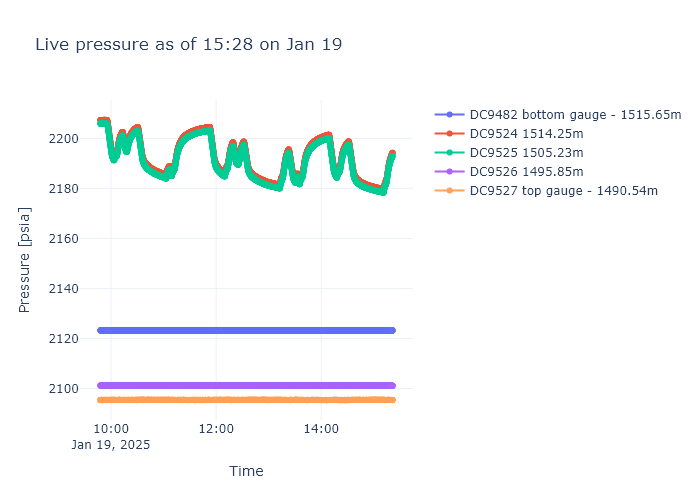 Live pressure as of 15:28 on Jan 19
DC9482 bottom gauge - 1515.65m
DC9524 1514.25m
DC9525 1505.23m
DC9526 1495.85m
DC9527 top gauge - 1490.54m
Pressure [psia]
2200
2180
2160
2140
2120
2100
10:00
Jan 19, 2025
12:00
14:00
Time